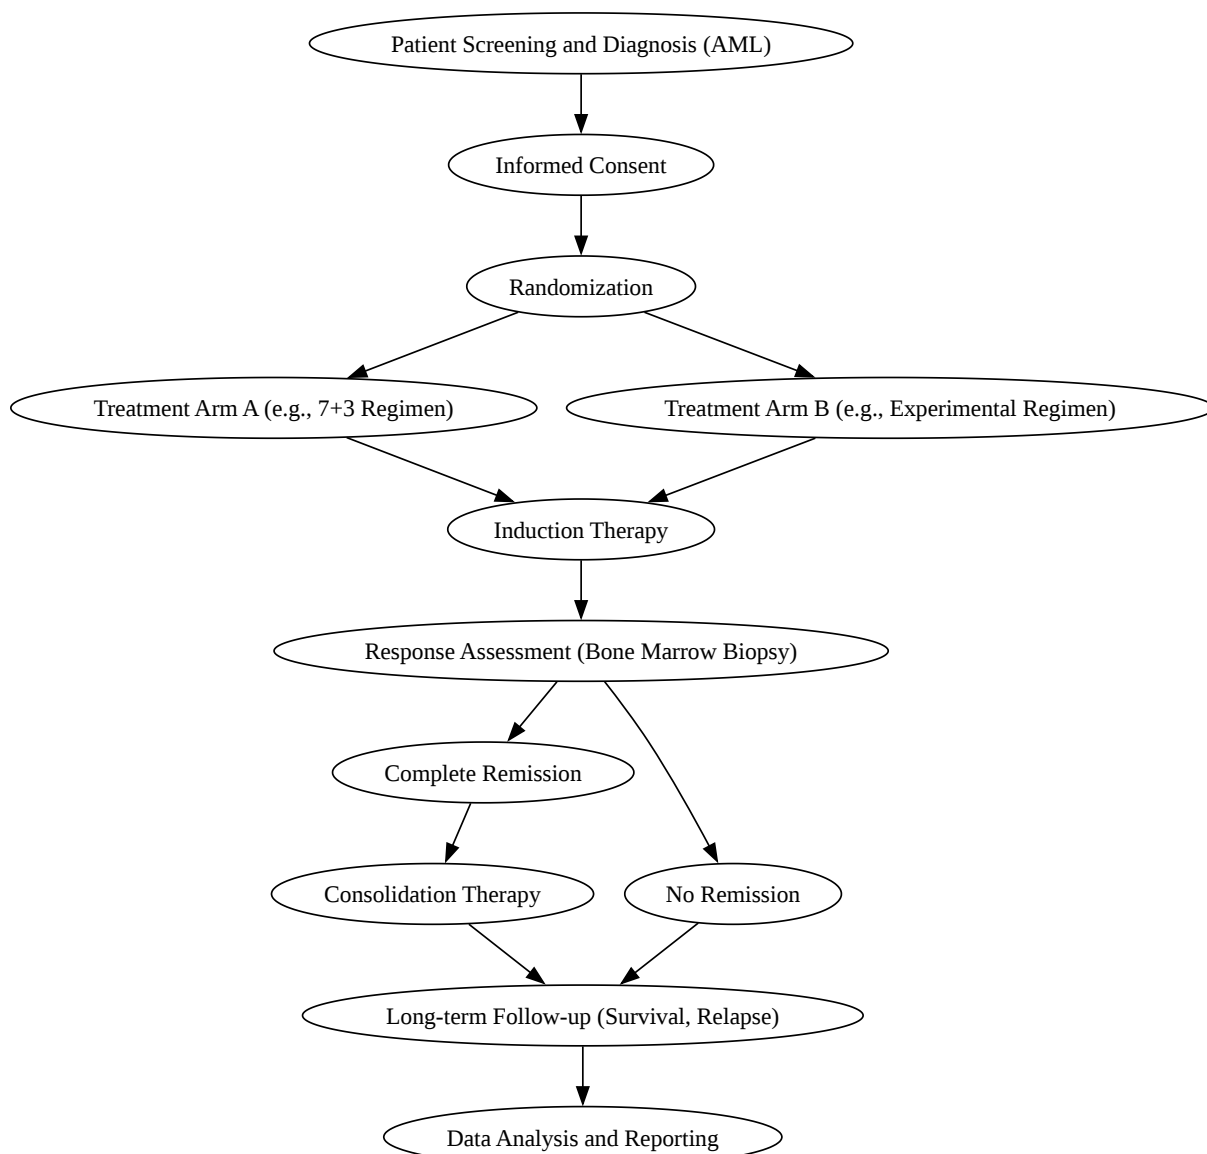 Patient Screening and Diagnosis (AML)
Informed Consent
Randomization
Treatment Arm A (e.g., 7+3 Regimen)
Treatment Arm B (e.g., Experimental Regimen)
Induction Therapy
Response Assessment (Bone Marrow Biopsy)
Complete Remission
Consolidation Therapy
No Remission
Long-term Follow-up (Survival, Relapse)
Data Analysis and Reporting